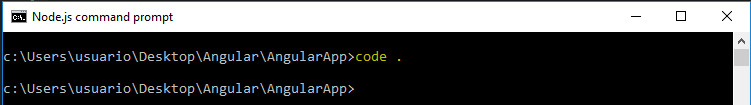 Node.js command prompt
c:\Users\usuario\Desktop\Angular\AngularApp>code .
c:\Users\usuario\Desktop\Angular\AngularApp>